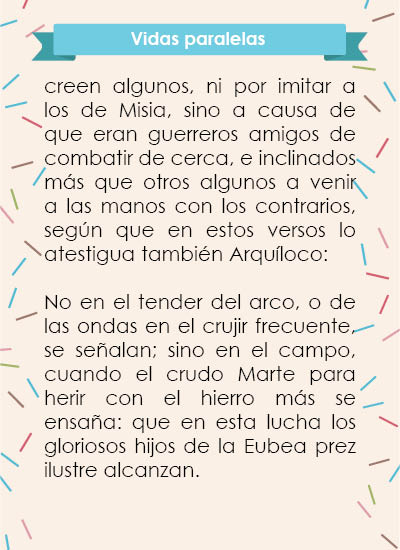 Vidas paralelas
creen algunos, ni por imitar a
los de Misia, sino a causa de
que eran guerreros amigos de
combatir de cerca, e inclinados
más que otros algunos a venir
a las manos con los contrarios,
según que en estos versos lo
atestigua también Arquíloco:
No en el tender del arco, o de
las ondas en el crujir frecuente,
se señalan; sino en el campo,
cuando el crudo Marte para
herir con el hierro más se
ensaña: que en esta lucha los
gloriosos hijos de la Eubea prez
ilustre alcanzan.